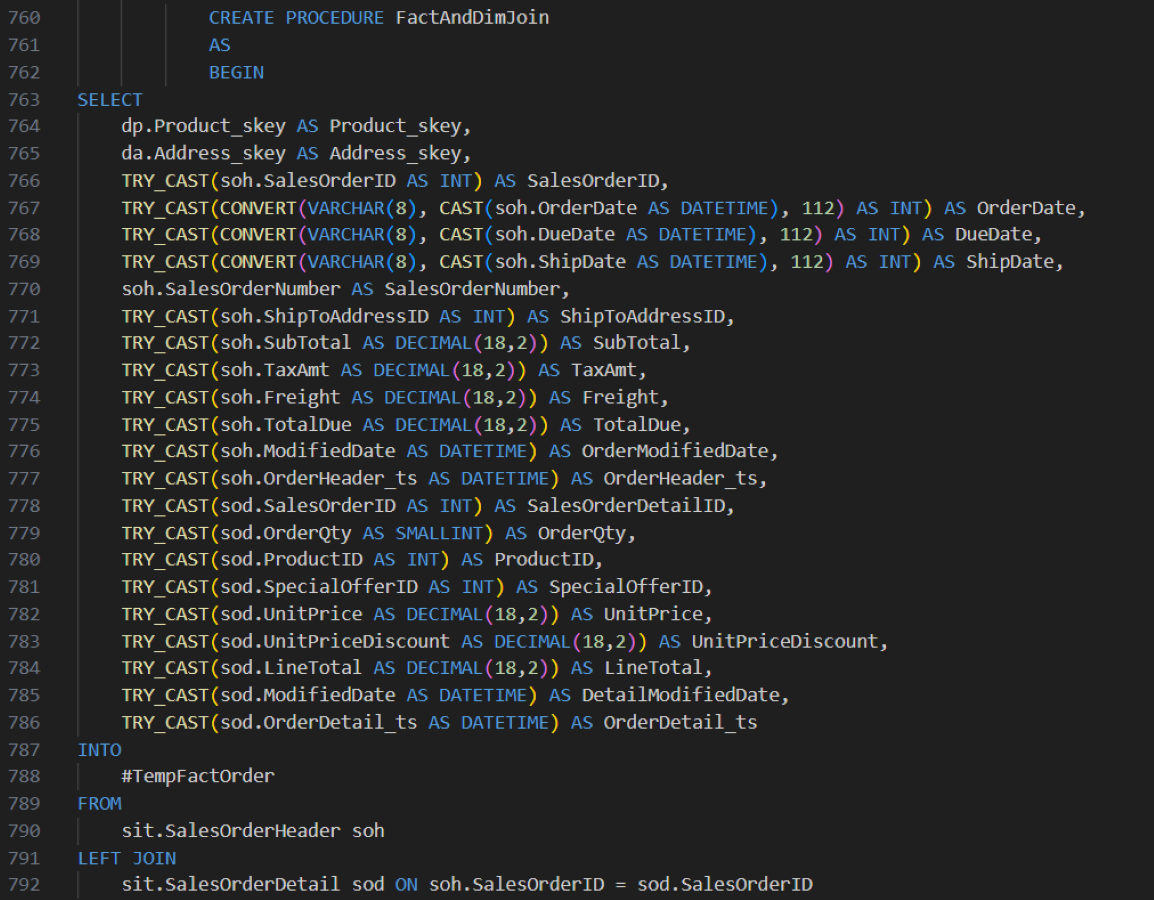 760 CREATE PROCEDURE FactAndDimJoin
761 AS
762 BEGIN
763 SELECT
764 dp.Product_skey AS Product_skey,
765 da.Address_skey AS Address_skey,
766 TRY_CAST(soh.SalesOrderID AS INT) AS SalesOrderID,
767 TRY_CAST(CONVERT(VARCHAR(8), CAST(soh.OrderDate AS DATETIME), 112) AS INT) AS OrderDate,
768 TRY_CAST(CONVERT(VARCHAR(8), CAST(soh.DueDate AS DATETIME), 112) AS INT) AS DueDate,
769 TRY_CAST(CONVERT(VARCHAR(8), CAST(soh.ShipDate AS DATETIME), 112) AS INT) AS ShipDate,
770 soh.SalesOrderNumber AS SalesOrderNumber,
771 TRY_CAST(soh.ShipToAddressID AS INT) AS ShipToAddressID,
772 TRY_CAST(soh.SubTotal AS DECIMAL(18,2)) AS SubTotal,
773 TRY_CAST(soh.TaxAmt AS DECIMAL(18,2)) AS TaxAmt,
774 TRY_CAST(soh.Freight AS DECIMAL(18,2)) AS Freight,
775 TRY_CAST(soh.TotalDue AS DECIMAL(18,2)) AS TotalDue,
776 TRY_CAST(soh.ModifiedDate AS DATETIME) AS OrderModifiedDate,
777 TRY_CAST(soh.OrderHeader_ts AS DATETIME) AS OrderHeader_ts,
778 TRY_CAST(sod.SalesOrderID AS INT) AS SalesOrderDetailID,
779 TRY_CAST(sod.OrderQty AS SMALLINT) AS OrderQty,
780 TRY_CAST(sod.ProductID AS INT) AS ProductID,
781 TRY_CAST(sod.SpecialOfferID AS INT) AS SpecialOfferID,
782 TRY_CAST(sod.UnitPrice AS DECIMAL(18,2)) AS UnitPrice,
783 TRY_CAST(sod.UnitPriceDiscount AS DECIMAL(18,2)) AS UnitPriceDiscount,
784 TRY_CAST(sod.LineTotal AS DECIMAL(18,2)) AS LineTotal,
785 TRY_CAST(sod.ModifiedDate AS DATETIME) AS DetailModifiedDate,
786 TRY_CAST(sod.OrderDetail_ts AS DATETIME) AS OrderDetail_ts
787 INTO
788 #TempFactOrder
789 FROM
790 sit.SalesOrderHeader soh
791 LEFT JOIN
792 sit.SalesOrderDetail sod ON soh.SalesOrderID = sod.SalesOrderID